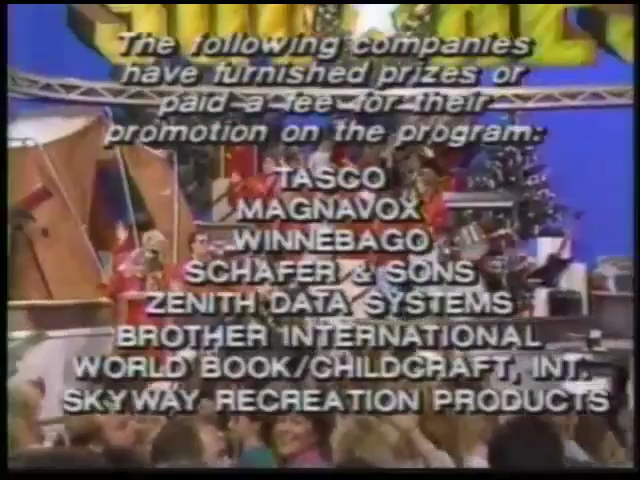 The following companies
have furnished prizes or
paid a fee for their
promotion on the program:
TASCO
MAGNAVOX
WINNEBAGO
SCHAFER & SONS
ZENITH DATA SYSTEMS
BROTHER INTERNATIONAL
WORLD BOOK/CHILDCRAFT, INT.
SKYWAY RECREATION PRODUCTS